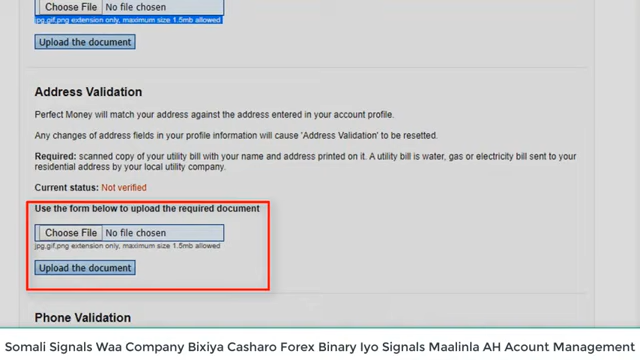 Choose File No file chosen
jpg,gif,png extension only, maximum size 1.5mb allowed
Upload the document
Address Validation
Perfect Money will match your address against the address entered in your account profile.
Any changes of address fields in your profile information will cause 'Address Validation' to be resetted.
Required: scanned copy of your utility bill with your name and address printed on it. A utility bill is water, gas or electricity bill sent to your
residential address by your local utility company.
Current status: Not verified
Use the form below to upload the required document
Choose File No file chosen
jpg,gif,png extension only, maximum size 1.5mb allowed
Upload the document
Phone Validation
Somali Signals Waa Company Bixiya Casharo Forex Binary Iyo Signals Maalinla AH Acount Management